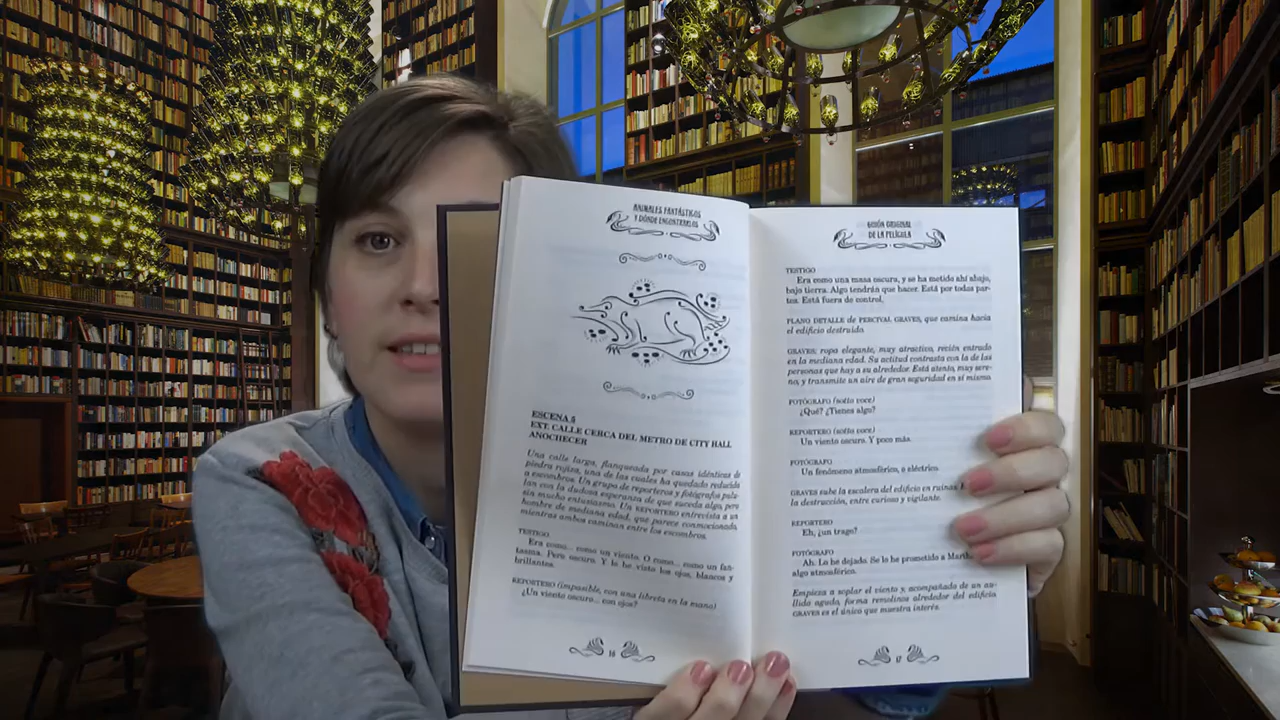 ANIMALES FANTÁSTICOS
Y DÓNDE ENCONTRARLOS
ESCENA 5
EXT. CALLE CERCA DEL METRO DE CITY HALL
ANOCHECER
Una calle larga, flanqueada por casas idénticas de
piedra rojiza, una de las cuales ha quedado reducida
a escombros. Un grupo de reporteros y fotógrafos pulu-
lan con la dudosa esperanza de que suceda algo, pero
sin mucho entusiasmo. Un REPORTERO entrevista a un
hombre de mediana edad, que parece conmocionado,
mientras ambos caminan entre los escombros.
TESTIGO
Era como... como un viento. O como... como un fan-
tasma. Pero oscuro. Y le he visto los ojos, blancos y
brillantes.
REPORTERO (impasible, con una libreta en la mano)
¿Un viento oscuro... con ojos?
16
GUIÓN ORIGINAL
DE LA PELÍCULA
TESTIGO
Era como una masa oscura, y se ha metido ahí abajo,
bajo tierra. Algo tendrán que hacer. Está por todas par-
tes. Está fuera de control.
PLANO DETALLE de PERCIVAL GRAVES, que camina hacia
el edificio destruido.
GRAVES: ropa elegante, muy atractivo, recién entrado
en la mediana edad. Su actitud contrasta con la de las
personas que hay a su alrededor. Está atento, muy sere-
no, y transmite un aire de gran seguridad en sí mismo
FOTÓGRAFO (sotto voce)
¿Qué? ¿Tienes algo?
REPORTERO (sotto voce)
Un viento oscuro. Y poco más.
FOTÓGRAFO
Un fenómeno atmosférico, o eléctrico.
GRAVES sube la escalera del edificio en ruinas
la destrucción, entre curioso y vigilante.
REPORTERO
Eh, ¿un trago?
FOTÓGRAFO
Ah. Lo he dejado. Se lo he prometido a Martha
algo atmosférico.
Empieza a soplar el viento y, acompañado de un au-
llido agudo, forma remolinos alrededor del edificio
GRAVES es el único que muestra interés.
17